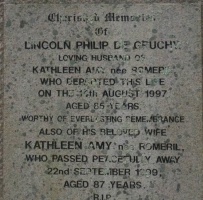 Cherished Memories
OF
LINCOLN PHILIP DE GRUCHY
LOVING HUSBAND OF
KATHLEEN AMY née ROMERIL
WHO DEPARTED THIS LIFE
ON THE AUGUST 1997
AGED 85 YEARS
WORTHY OF EVERLASTING REMEMBRANCE
ALSO OF HIS BELOVED WIFE
KATHLEEN AMY née ROMERIL
WHO PASSED PEACEFULLY AWAY
22nd SEPTEMBER
AGED 87 YEARS
R.I.P.